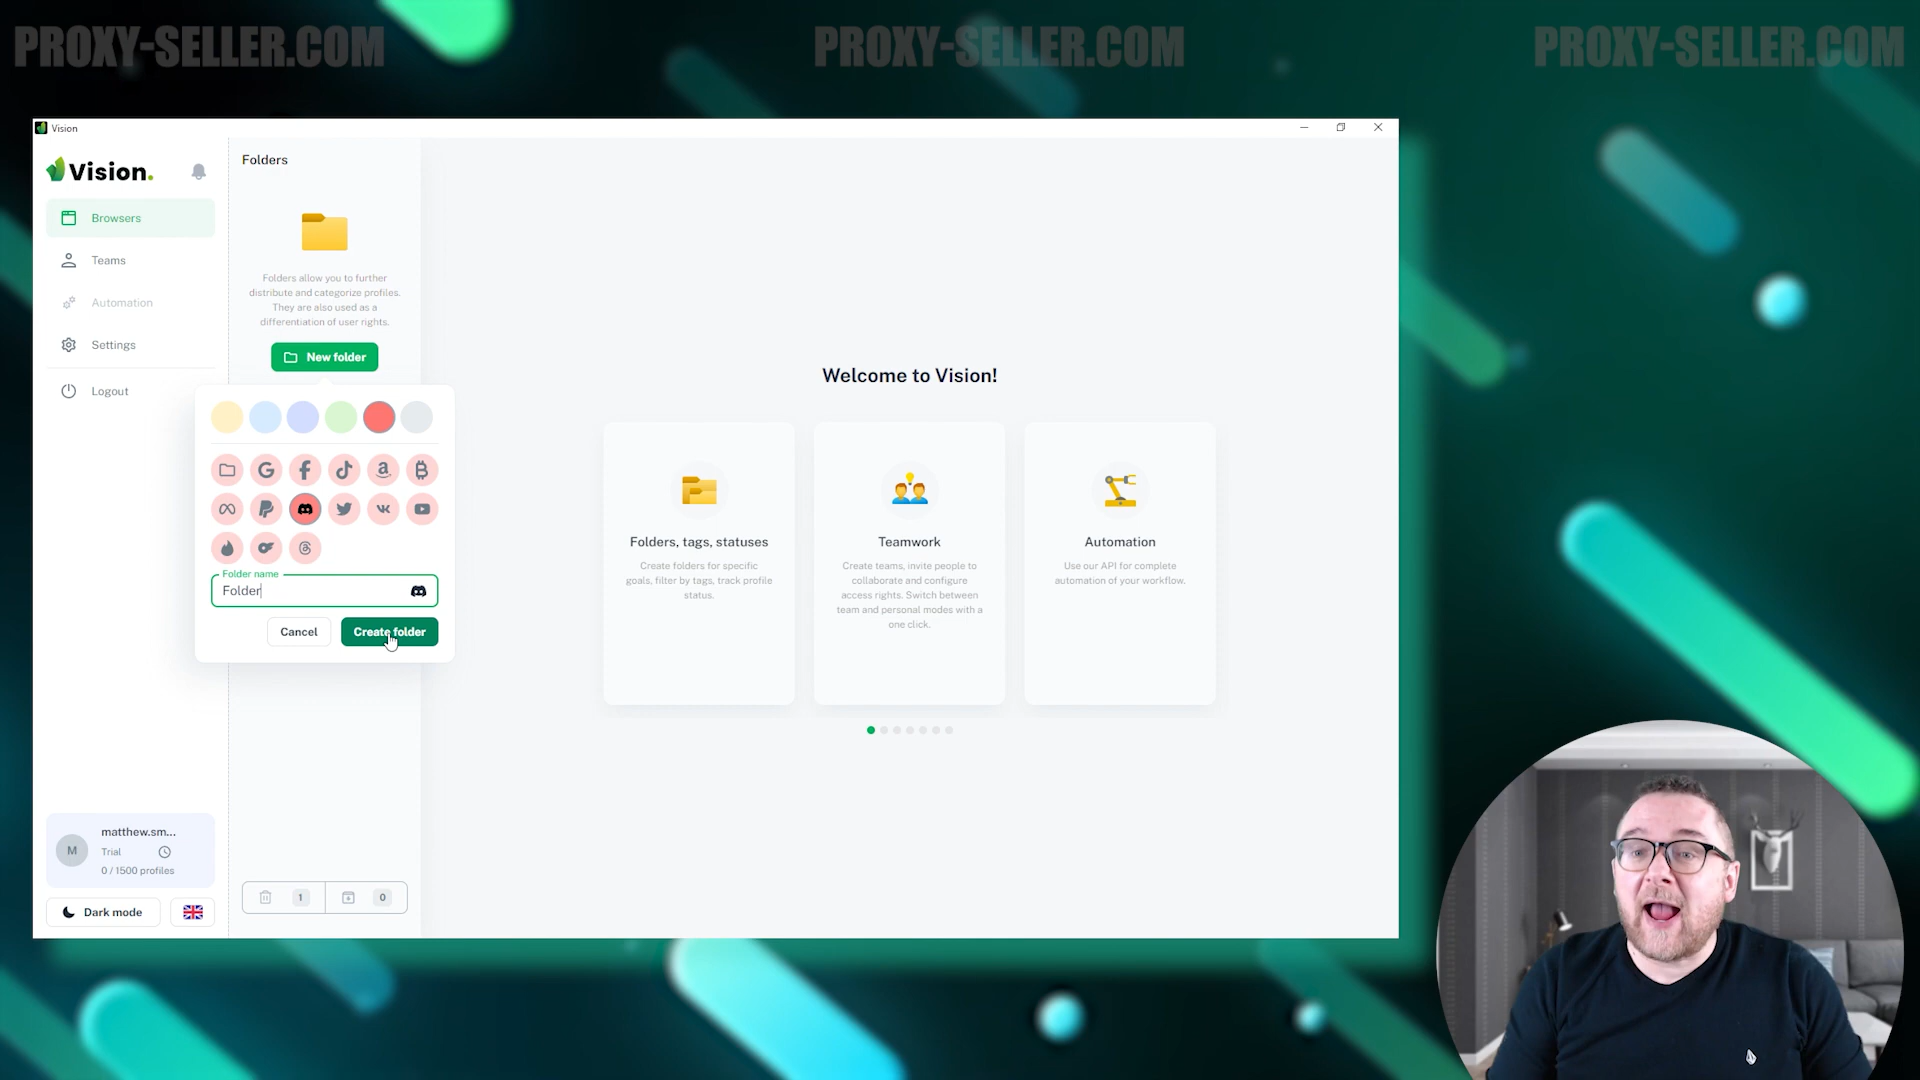 PROXY-SELLER.COM PROXY-SELLER.COM PROXY-SELLER.COM
Vision
Vision.
Browsers
Teams
Automation
Settings
Logout
Folders
Folders allow you to further
distribute and categorize profiles.
They are also used as a
differentiation of user rights.
New folder
Folder name
Folder
Cancel
Create folder
Welcome to Vision!
Folders, tags, statuses
Create folders for specific
goals, filter by tags, track profile
status.
Teamwork
Create teams, invite people to
collaborate and configure
access rights. Switch between
team and personal modes with a
one click.
Automation
Use our API for complete
automation of your workflow.
M
matthew.sm...
Trial
0 / 1500 profiles
Dark mode
1
0